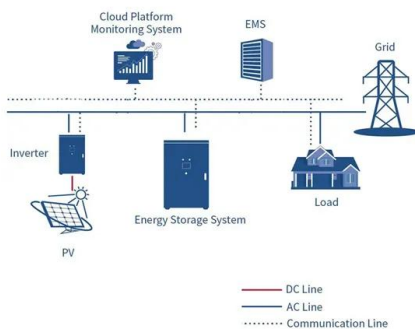 Cloud Platform
Monitoring System
EMS
Grid
Inverter
Energy Storage System
Load
PV
DC Line
AC Line
Communication Line